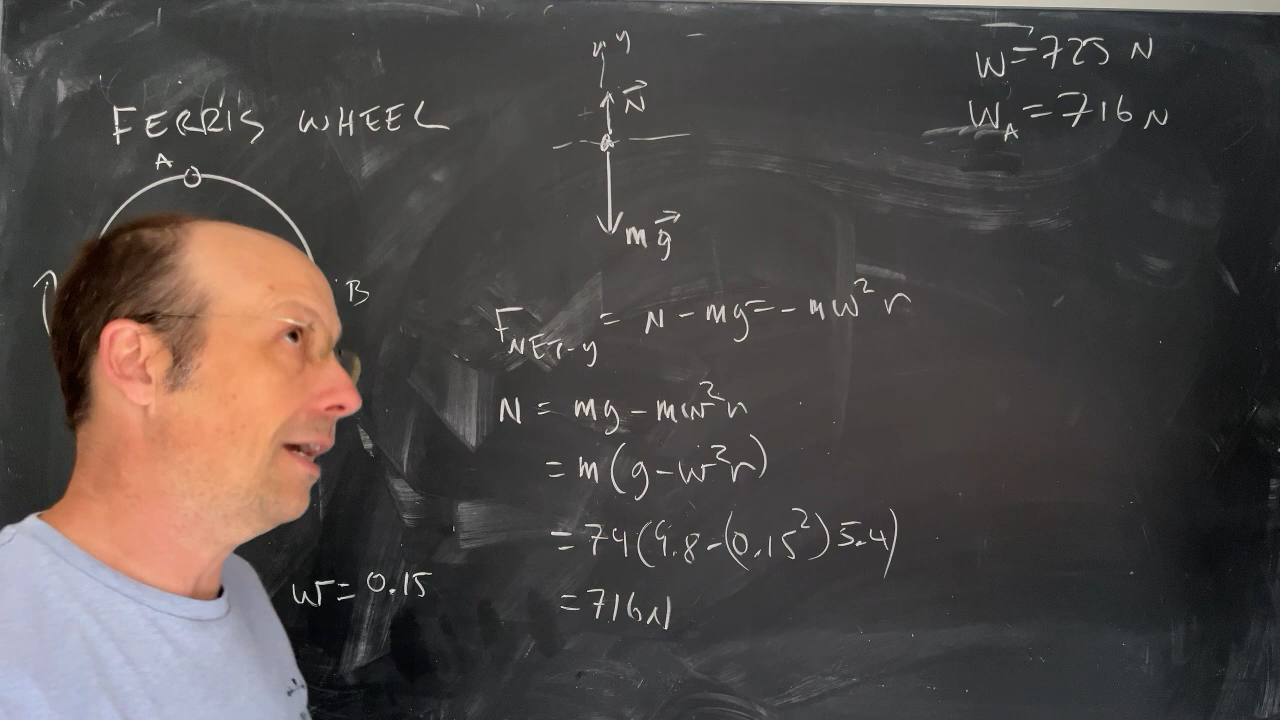 FERRIS WHEEL
A
B
y
N
mg
W = 725 N
W_A = 716 N
F_NET-y = N - mg = - mω²r
N = mg - mω²r
= m(g - ω²r)
= 74(9.8 - (0.15²)5.4)
= 716N
ω = 0.15